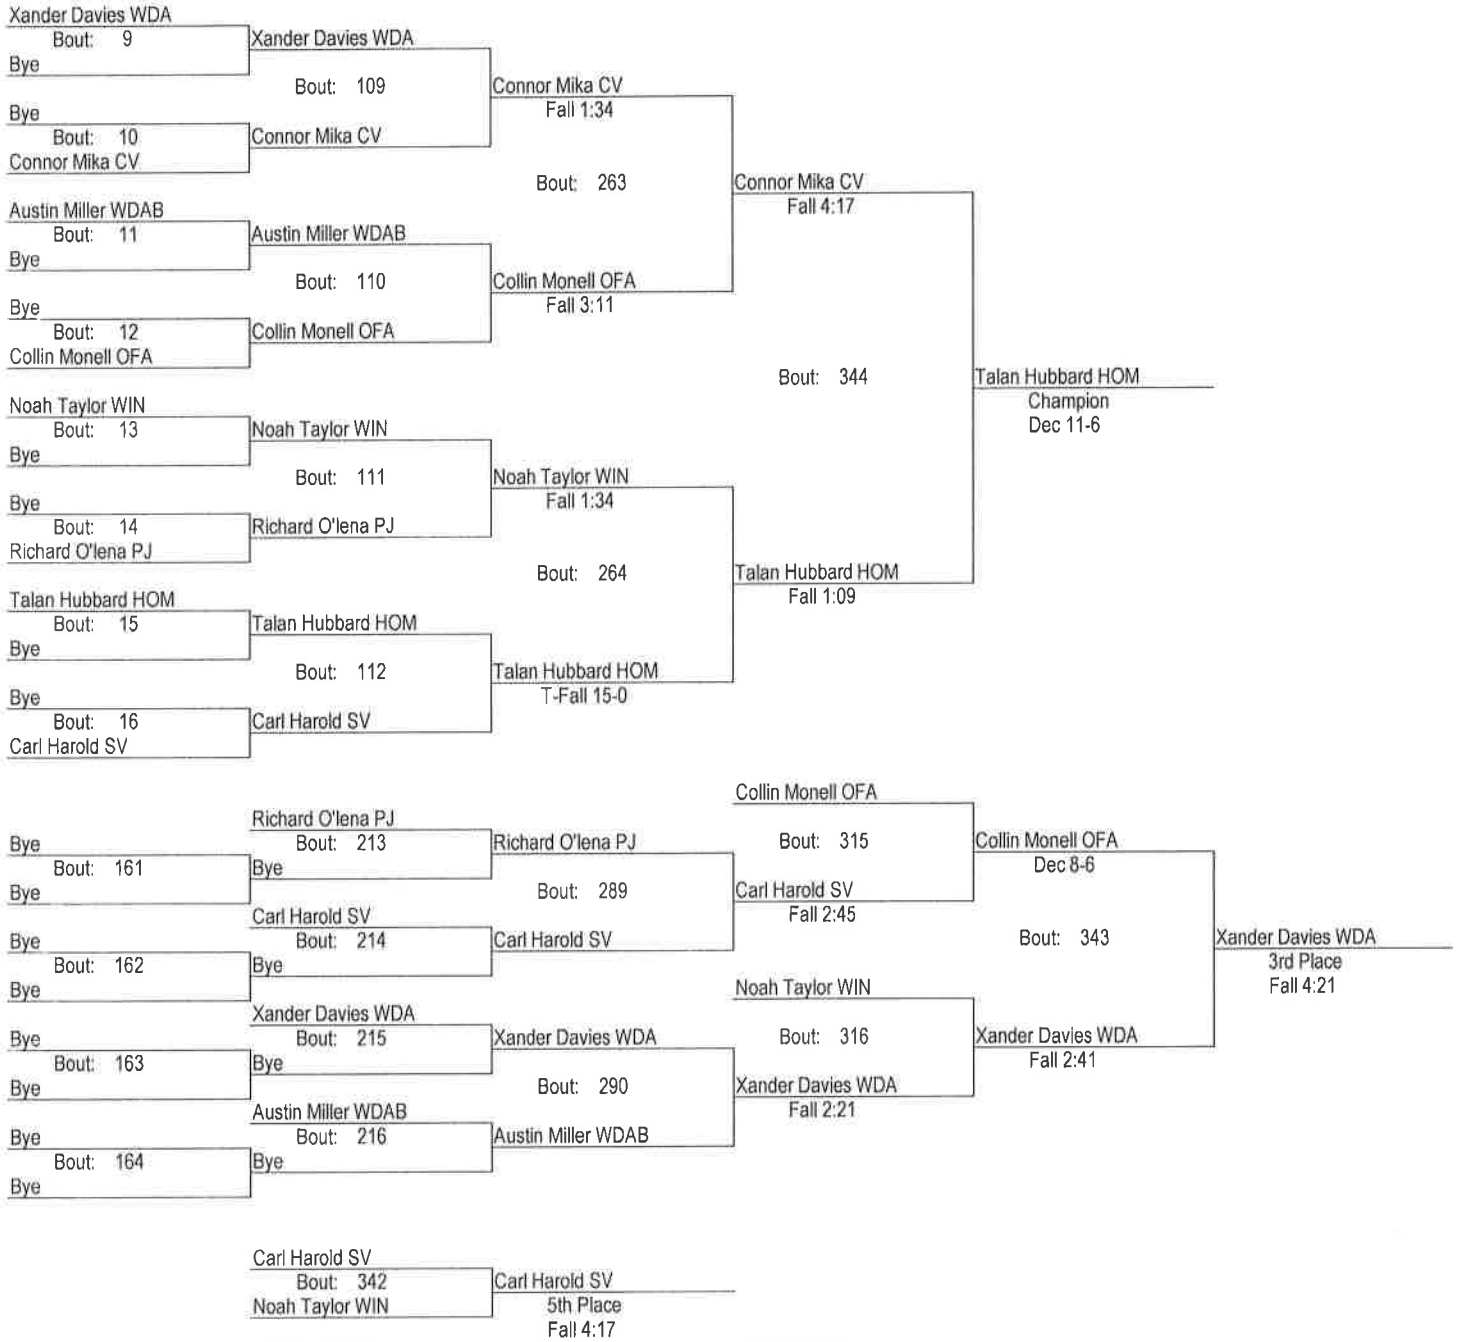 Xander Davies WDA
Bout: 9
Bye
Xander Davies WDA
Bout: 109
Bye
Bout: 10
Connor Mika CV
Connor Mika CV
Connor Mika CV
Fall 1:34
Bout: 263
Austin Miller WDAB
Bout: 11
Bye
Austin Miller WDAB
Bout: 110
Bye
Bout: 12
Collin Monell OFA
Collin Monell OFA
Collin Monell OFA
Fall 3:11
Connor Mika CV
Fall 4:17
Bout: 344
Noah Taylor WIN
Bout: 13
Bye
Noah Taylor WIN
Bout: 111
Bye
Bout: 14
Richard O'lena PJ
Richard O'lena PJ
Noah Taylor WIN
Fall 1:34
Bout: 264
Talan Hubbard HOM
Bout: 15
Bye
Talan Hubbard HOM
Bout: 112
Bye
Bout: 16
Carl Harold SV
Carl Harold SV
Talan Hubbard HOM
T-Fall 15-0
Talan Hubbard HOM
Fall 1:09
Talan Hubbard HOM
Champion
Dec 11-6
Bye
Bout: 161
Bye
Richard O'lena PJ
Bout: 213
Bye
Richard O'lena PJ
Bout: 289
Bye
Bout: 162
Bye
Carl Harold SV
Bout: 214
Bye
Carl Harold SV
Collin Monell OFA
Bout: 315
Carl Harold SV
Fall 2:45
Collin Monell OFA
Dec 8-6
Bout: 343
Bye
Bout: 163
Bye
Xander Davies WDA
Bout: 215
Bye
Xander Davies WDA
Bout: 290
Bye
Bout: 164
Bye
Austin Miller WDAB
Bout: 216
Bye
Austin Miller WDAB
Noah Taylor WIN
Bout: 316
Xander Davies WDA
Fall 2:21
Xander Davies WDA
Fall 2:41
Xander Davies WDA
3rd Place
Fall 4:21
Carl Harold SV
Bout: 342
Noah Taylor WIN
Carl Harold SV
5th Place
Fall 4:17